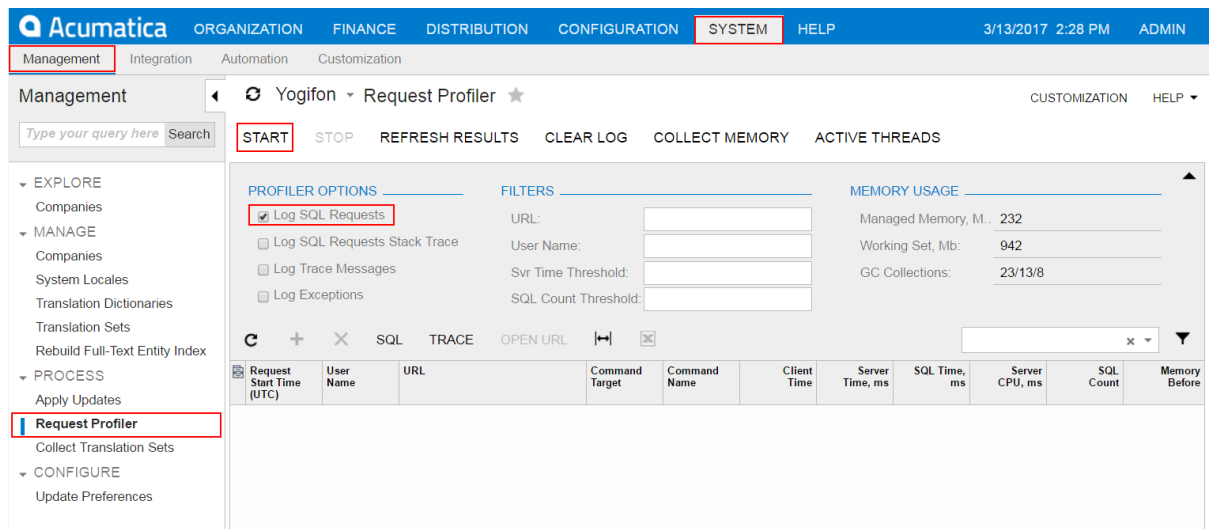 Acumatica ORGANIZATION FINANCE DISTRIBUTION CONFIGURATION SYSTEM HELP 3/13/2017 2:28 PM ADMIN
Management Integration Automation Customization
Management Yogifon Request Profiler CUSTOMIZATION HELP
Type your query here Search START STOP REFRESH RESULTS CLEAR LOG COLLECT MEMORY ACTIVE THREADS
EXPLORE
Companies
MANAGE
Companies
System Locales
Translation Dictionaries
Translation Sets
Rebuild Full-Text Entity Index
PROCESS
Apply Updates
Request Profiler
Collect Translation Sets
CONFIGURE
Update Preferences
PROFILER OPTIONS FILTERS MEMORY USAGE
Log SQL Requests URL: Managed Memory, M.. 232
Log SQL Requests Stack Trace User Name: Working Set, Mb: 942
Log Trace Messages Svr Time Threshold: GC Collections: 23/13/8
Log Exceptions SQL Count Threshold:
SQL TRACE OPEN URL
Request User URL Command Command Client Server SQL Time, Server SQL Memory
Start Time Name Target Name Time Time, ms ms CPU, ms Count Before
(UTC)